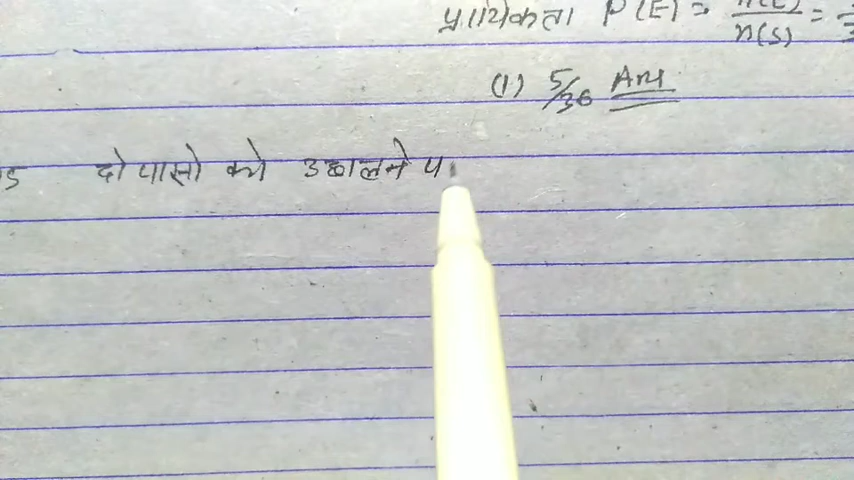 प्रायिकता P(E) = n(E)/n(S) =
(1) 5/36 Ans
दो पासो को उछालने प